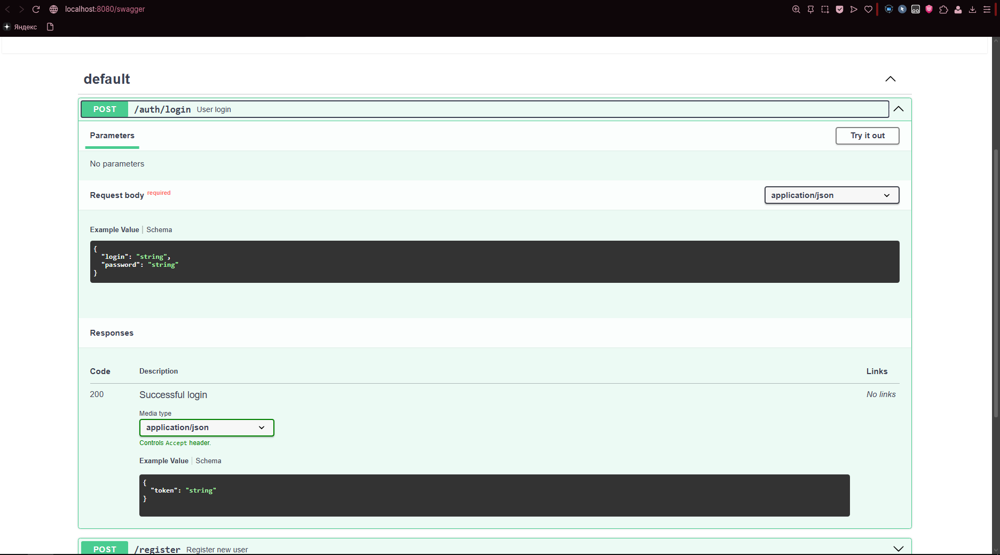 localhost:8080/swagger
Яндекс
default
POST /auth/login User login
Parameters
Try it out
No parameters
Request body required
application/json
Example Value Schema
{
"login": "string",
"password": "string"
}
Responses
Code Description Links
200 Successful login No links
Media type
application/json
Controls Accept header.
Example Value Schema
{
"token": "string"
}
POST /register Register new user